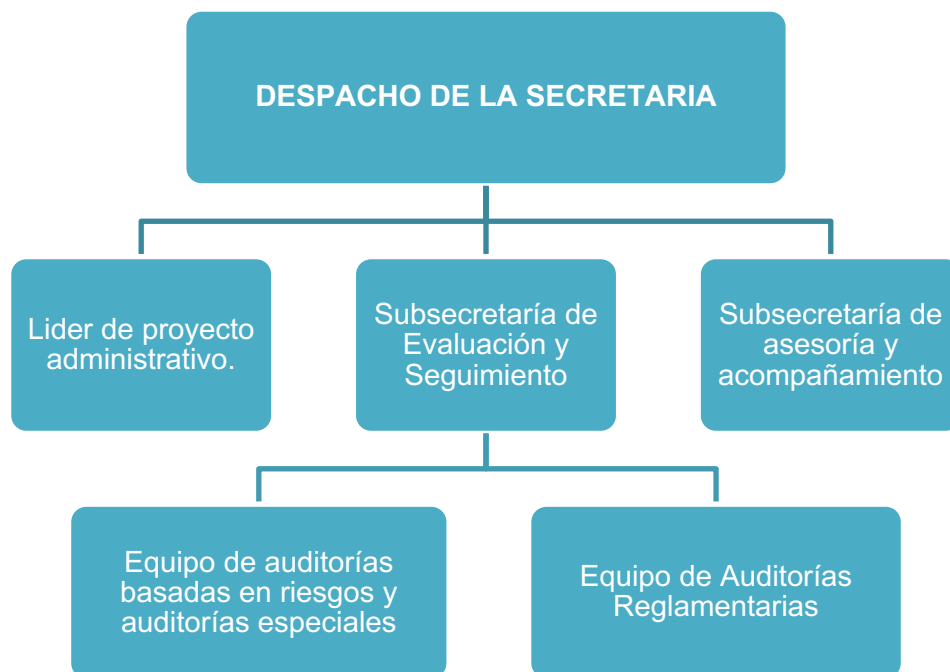 DESPACHO DE LA SECRETARIA
Lider de proyecto
administrativo.
Subsecretaría de
Evaluación y
Seguimiento
Subsecretaría de
asesoría y
acompañamiento
Equipo de auditorías
basadas en riesgos y
auditorías especiales
Equipo de Auditorías
Reglamentarias